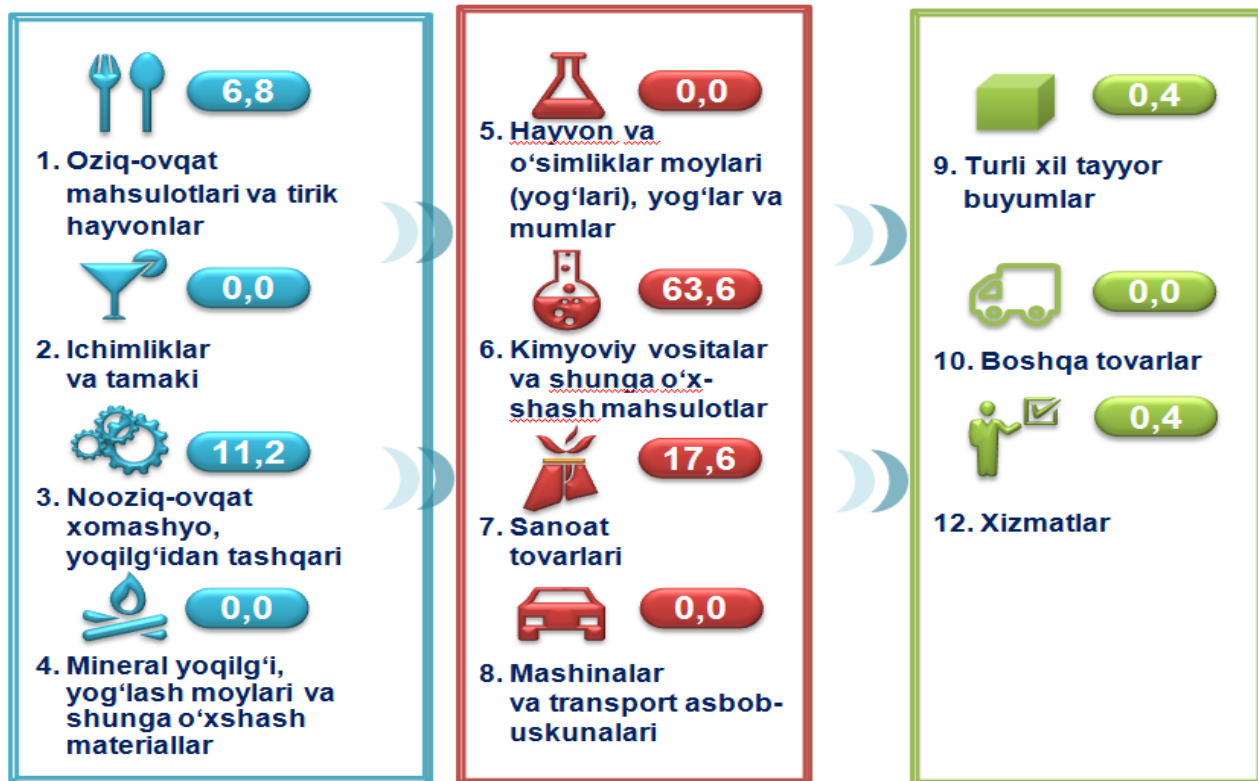 6,8
1. Oziq-ovqat
mahsulotlari va tirik
hayvonlar
0,0
2. Ichimliklar
va tamaki
11,2
3. Nooziq-ovqat
xomashyo,
yoqilg‘idan tashqari
0,0
4. Mineral yoqilg‘i,
yog‘lash moylari va
shunga o‘xshash
materiallar
0,0
5. Hayvon va
o‘simliklar moylari
(yog‘lari), yog‘lar va
mumlar
63,6
6. Kimyoviy vositalar
va shunga o‘x-
shash mahsulotlar
17,6
7. Sanoat
tovarlari
0,0
8. Mashinalar
va transport asbob-
uskunalari
0,4
9. Turli xil tayyor
buyumlar
0,0
10. Boshqa tovarlar
0,4
12. Xizmatlar